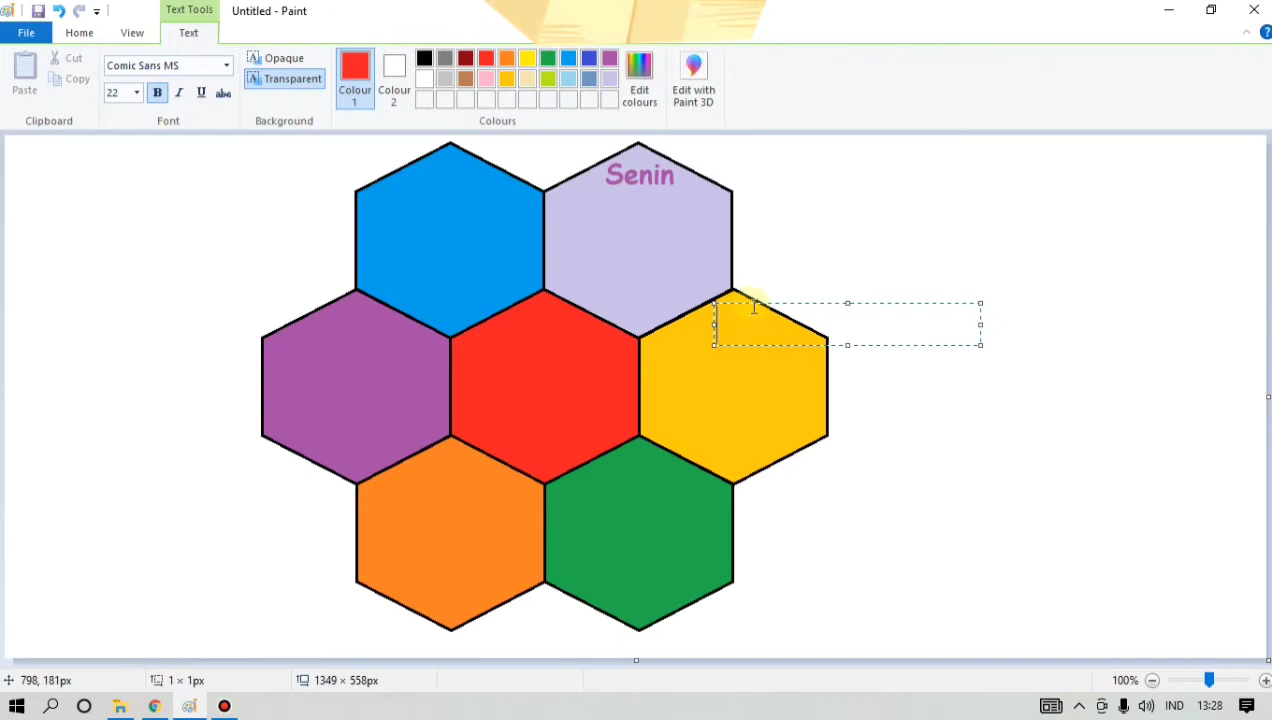 Text Tools
Untitled - Paint
File
Home
View
Text
Paste
Cut
Copy
Clipboard
Comic Sans MS
22
B I U abc
Font
Opaque
Transparent
Background
Colour 1
Colour 2
Edit colours
Edit with Paint 3D
Colours
Senin
798, 181px
1 × 1px
1349 × 558px
100%
IND
13:28